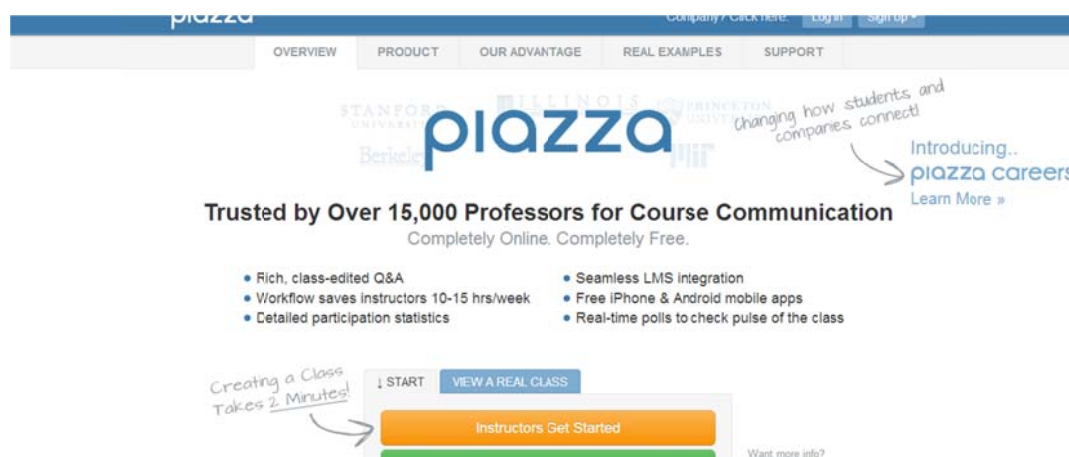 piazza
Company? Click here. Log in Sign Up
OVERVIEW PRODUCT OUR ADVANTAGE REAL EXAMPLES SUPPORT
STANFORD UNIVERSITY
ILLINOIS
PRINCETON UNIVERSITY
Berkeley
piazza
MIT
Changing how students and
companies connect!
Introducing..
piazza careers
Learn More »
Trusted by Over 15,000 Professors for Course Communication
Completely Online. Completely Free.
• Rich, class-edited Q&A
• Workflow saves instructors 10-15 hrs/week
• Detailed participation statistics
• Seamless LMS integration
• Free iPhone & Android mobile apps
• Real-time polls to check pulse of the class
Creating a Class
Takes 2 Minutes!
↓ START VIEW A REAL CLASS
Instructors Get Started
Want more info?